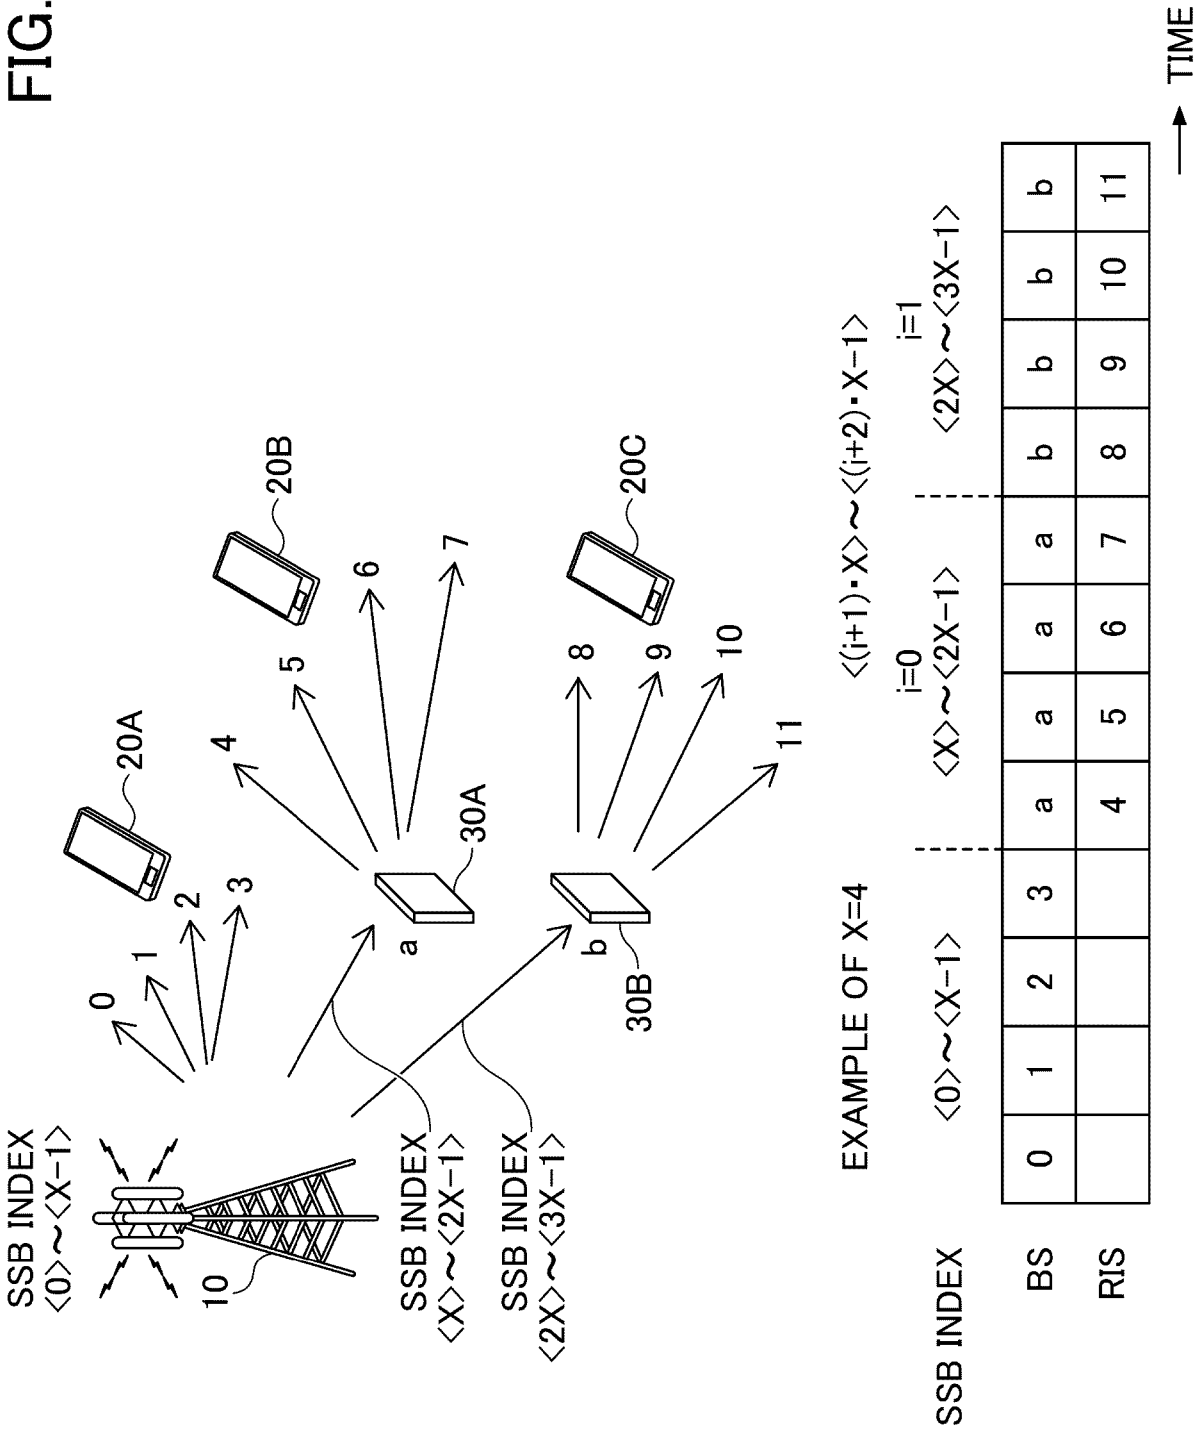 FIG.
SSB INDEX
<0>~<X-1>
0
1
2
3
20A
10
4
5
6
7
20B
a
30A
SSB INDEX
<X>~<2X-1>
SSB INDEX
<2X>~<3X-1>
b
30B
8
9
10
11
20C
EXAMPLE OF X=4
<(i+1)・X>~<(i+2)・X-1>
i=0
i=1
SSB INDEX
<0>~<X-1>
<X>~<2X-1>
<2X>~<3X-1>
BS 0 1 2 3 a a a a b b b b
RIS 4 5 6 7 8 9 10 11
TIME